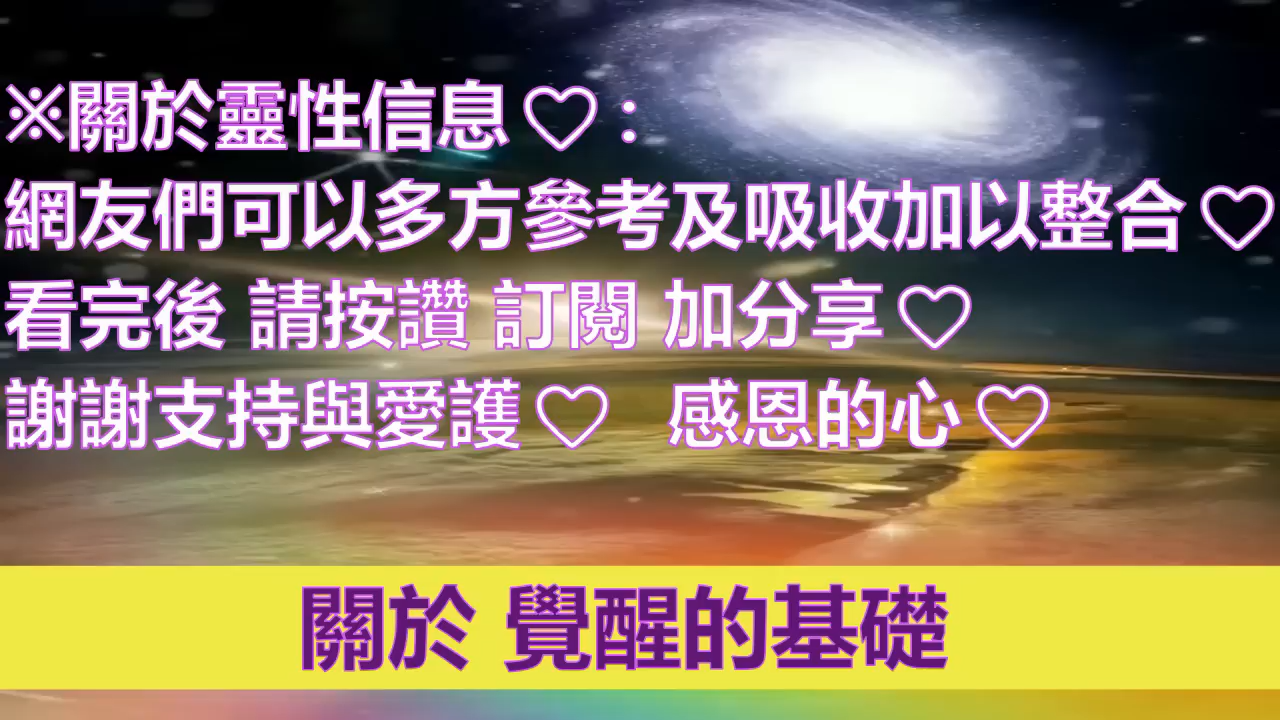 ※關於靈性信息♡:
網友們可以多方參考及吸收加以整合♡
看完後 請按讚 訂閱 加分享♡
謝謝支持與愛護♡ 感恩的心♡
關於 覺醒的基礎